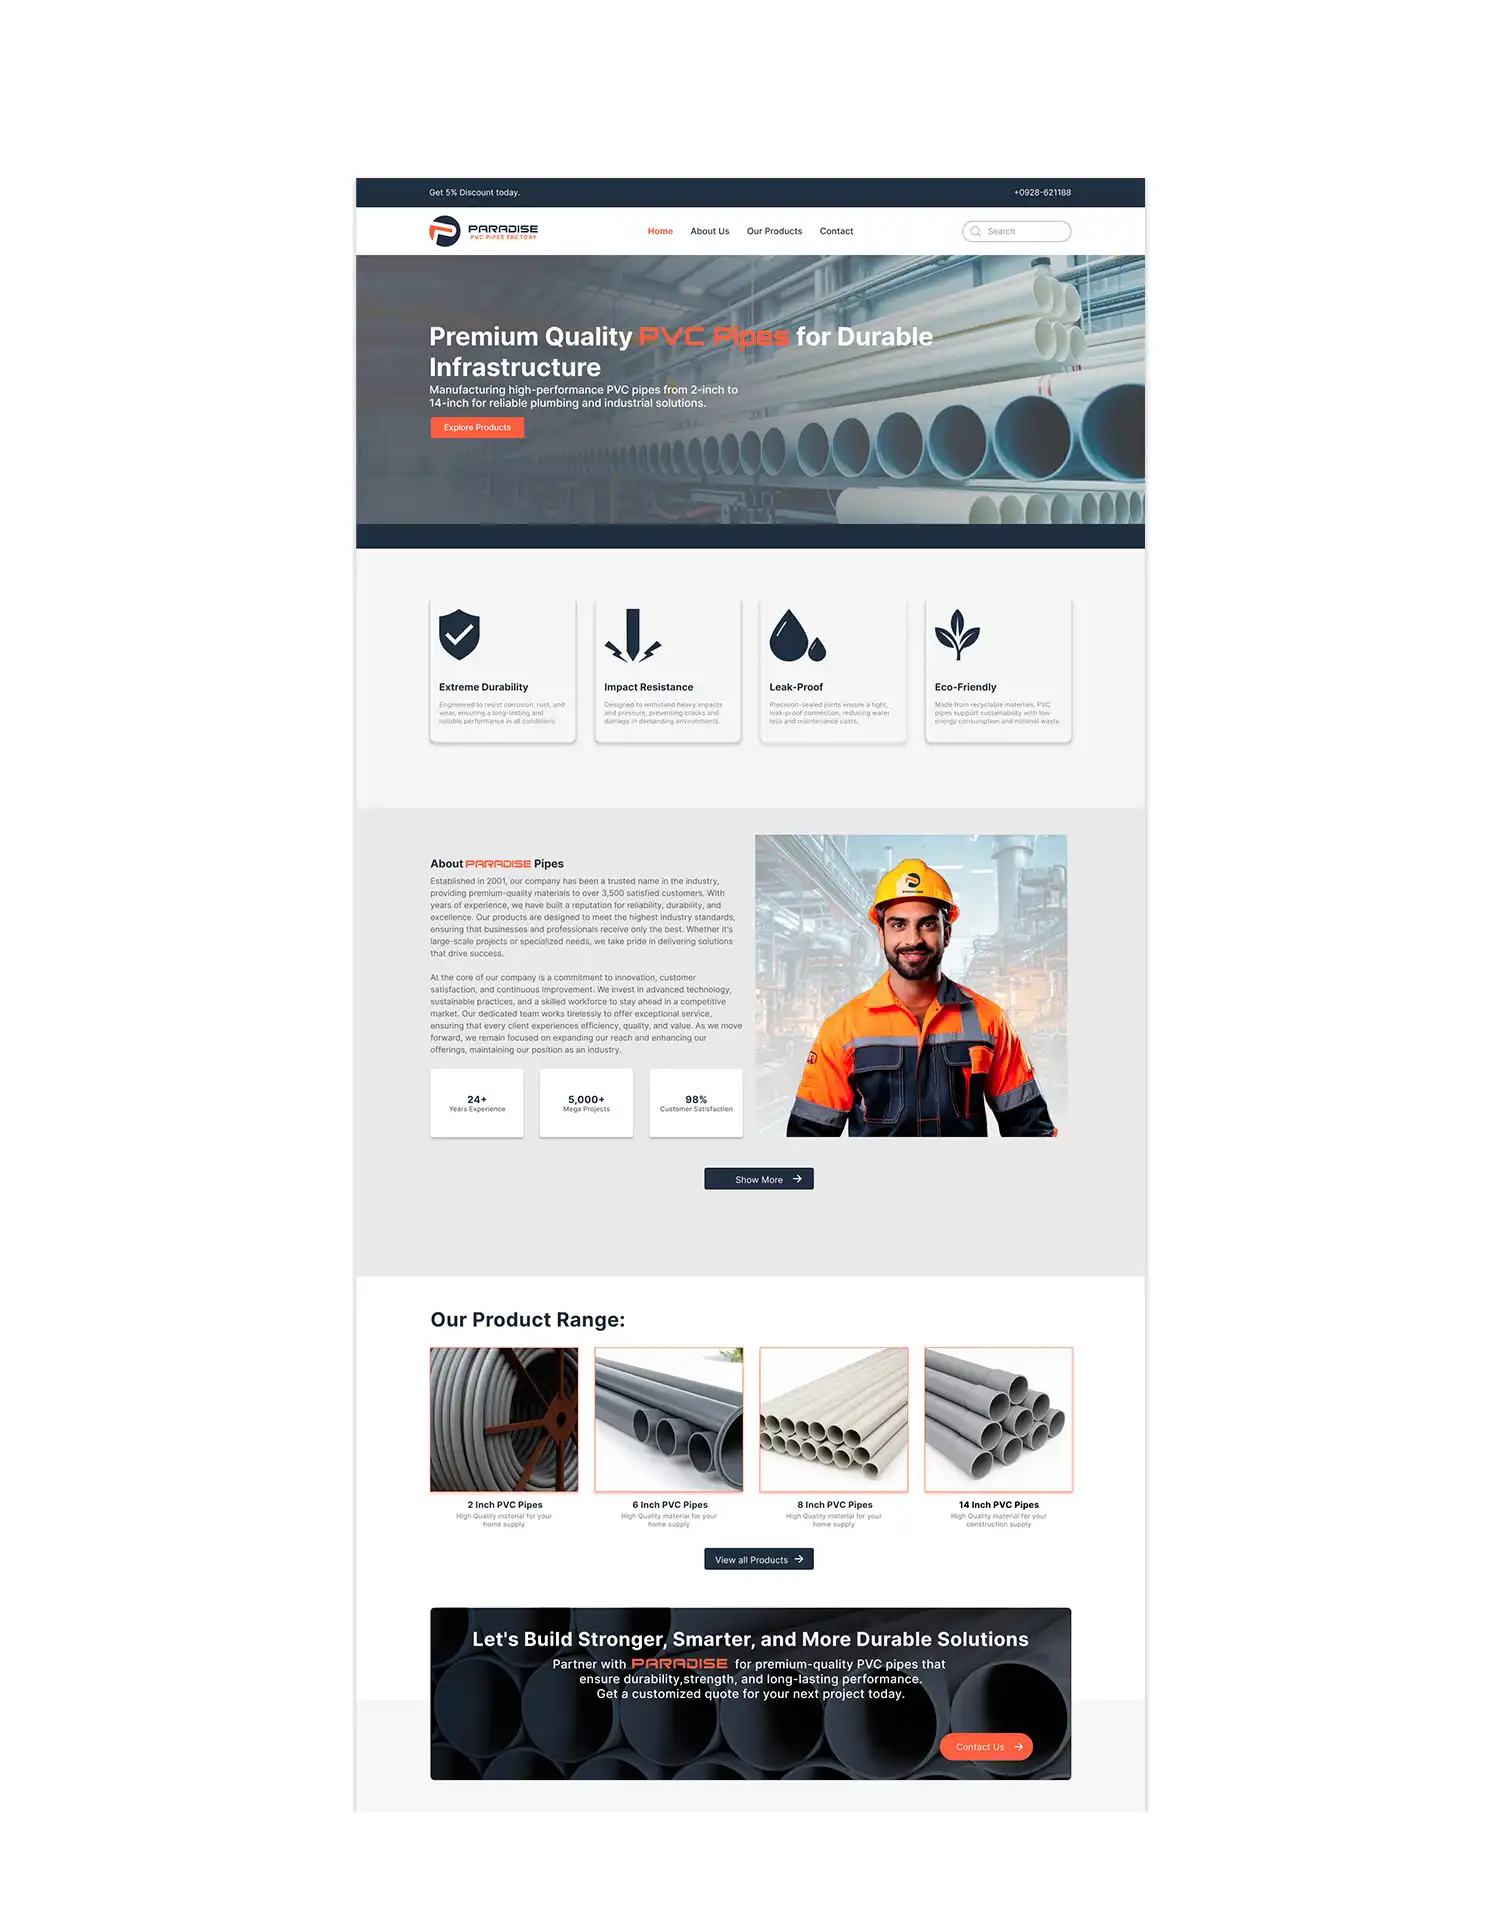 Get 5% Discount today.
+0928-621188
PARADISE
PVC PIPES FACTORY
Home
About Us
Our Products
Contact
Search
Premium Quality PVC Pipes for Durable
Infrastructure
Manufacturing high-performance PVC pipes from 2-inch to
14-inch for reliable plumbing and industrial solutions.
Explore Products
Extreme Durability
Engineered to resist corrosion, rust, and
wear, ensuring a long-lasting and
reliable performance in all conditions.
Impact Resistance
Designed to withstand heavy impacts
and pressure, preventing cracks and
damage in demanding environments.
Leak-Proof
Precision-sealed joints ensure a tight,
leak-proof connection, reducing water
loss and maintenance costs.
Eco-Friendly
Made from recyclable materials, PVC
pipes support sustainability with low
energy consumption and minimal waste
About PARADISE Pipes
Established in 2001, our company has been a trusted name in the industry,
providing premium-quality materials to over 3,500 satisfied customers. With
years of experience, we have built a reputation for reliability, durability, and
excellence. Our products are designed to meet the highest industry standards,
ensuring that businesses and professionals receive only the best. Whether it's
large-scale projects or specialized needs, we take pride in delivering solutions
that drive success.
At the core of our company is a commitment to innovation, customer
satisfaction, and continuous improvement. We invest in advanced technology,
sustainable practices, and a skilled workforce to stay ahead in a competitive
market. Our dedicated team works tirelessly to offer exceptional service,
ensuring that every client experiences efficiency, quality, and value. As we move
forward, we remain focused on expanding our reach and enhancing our
offerings, maintaining our position as an industry.
PARADISE
24+
Years Experience
5,000+
Mega Projects
98%
Customer Satisfaction
Show More
Our Product Range:
2 Inch PVC Pipes
High Quality material for your
home supply
6 Inch PVC Pipes
High Quality material for your
home supply
8 Inch PVC Pipes
High Quality material for your
home supply
14 Inch PVC Pipes
High Quality material for your
construction supply
View all Products
Let's Build Stronger, Smarter, and More Durable Solutions
Partner with PARADISE for premium-quality PVC pipes that
ensure durability,strength, and long-lasting performance.
Get a customized quote for your next project today.
Contact Us